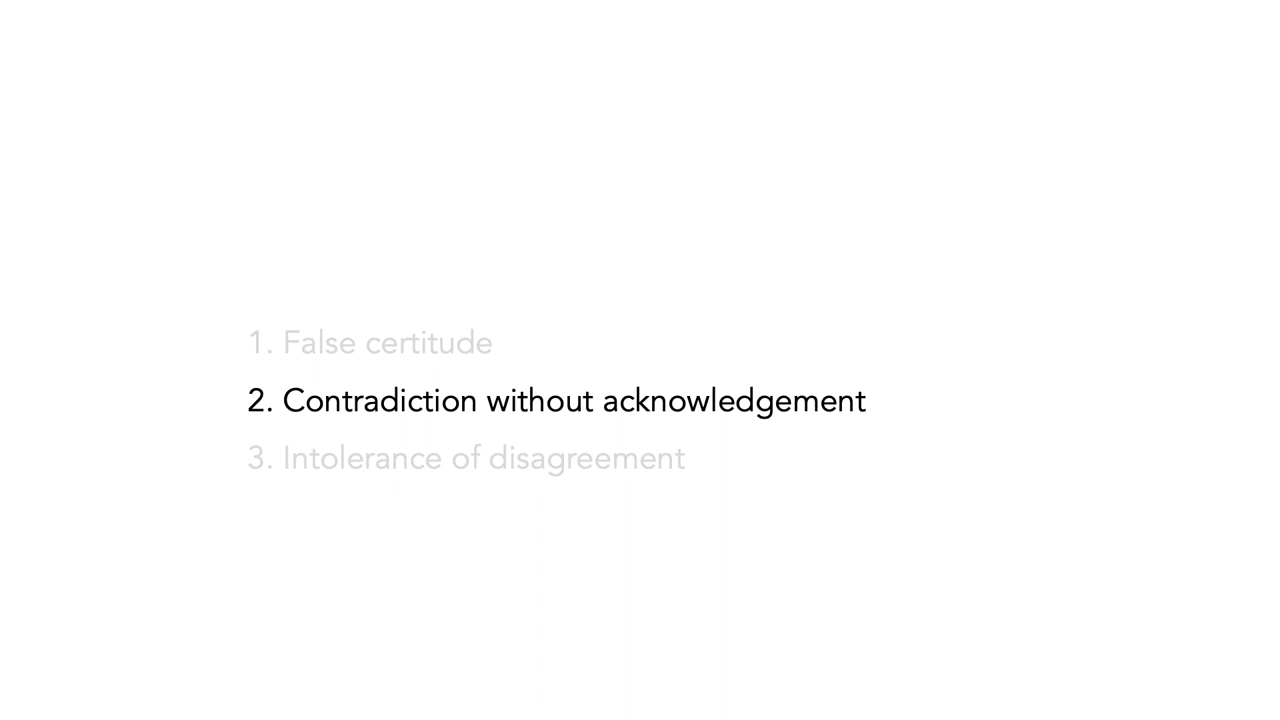 1. False certitude
2. Contradiction without acknowledgement
3. Intolerance of disagreement